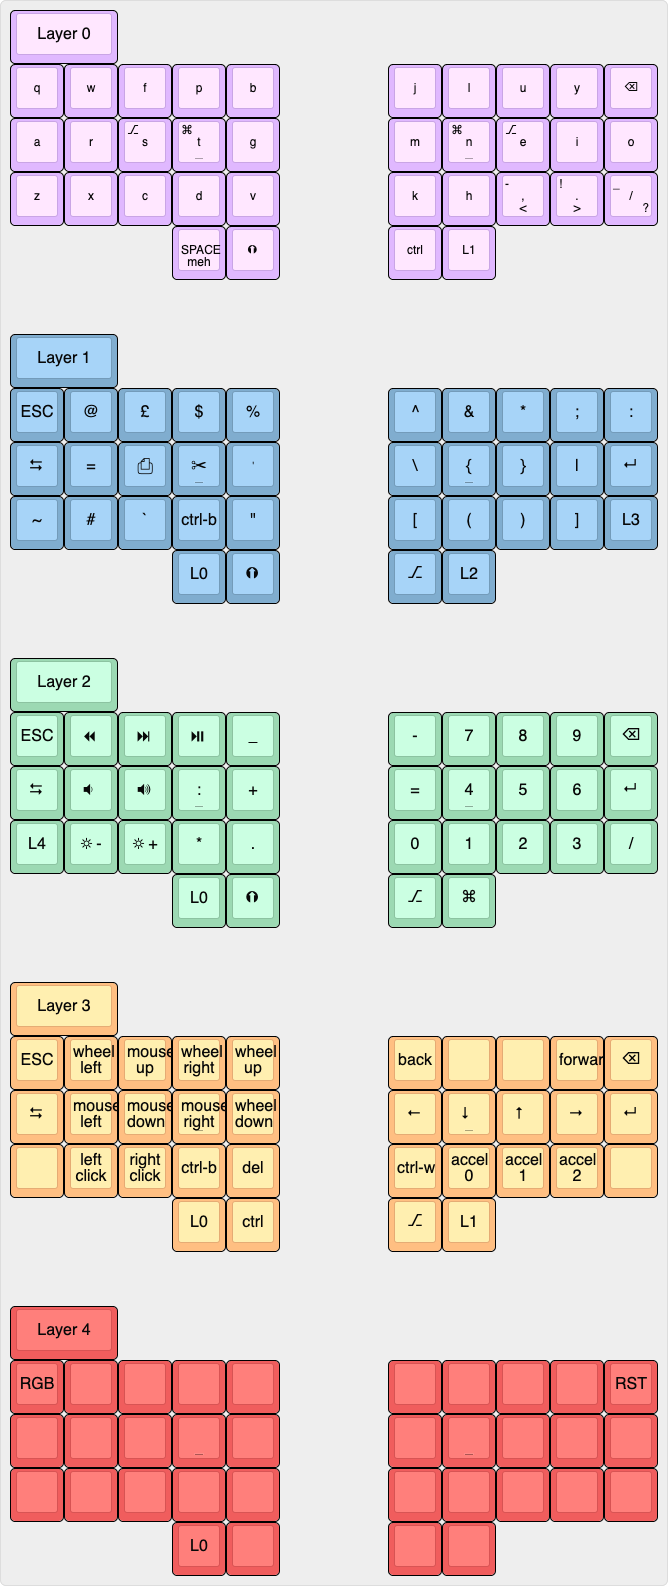 Layer 0
q w f p b j l u y ⌫
a r ⌥ s ⌘ t _ g m ⌘ n _ ⌥ e i o
z x c d v k h - , < ! . > _ / ?
SPACE meh ctrl L1
Layer 1
ESC @ £ $ % ^ & * ; :
⇆ = ⎙ ✂ _ ' \ { _ } | ↵
~ # ` ctrl-b " [ ( ) ] L3
L0 ⌥ L2
Layer 2
ESC ⏪ ⏭ ⏯ _ - 7 8 9 ⌫
⇆ 🔉 🔊 : _ + = 4 _ 5 6 ↵
L4 🔅 - 🔅 + * . 0 1 2 3 /
L0 ⌥ ⌘
Layer 3
ESC wheel left mouse up wheel right wheel up back forwar ⌫
⇆ mouse left mouse down mouse right _ wheel down ← ↓ _ ↑ → ↵
left click right click ctrl-b del ctrl-w accel 0 accel 1 accel 2
L0 ctrl ⌥ L1
Layer 4
RGB RST
_ _
L0